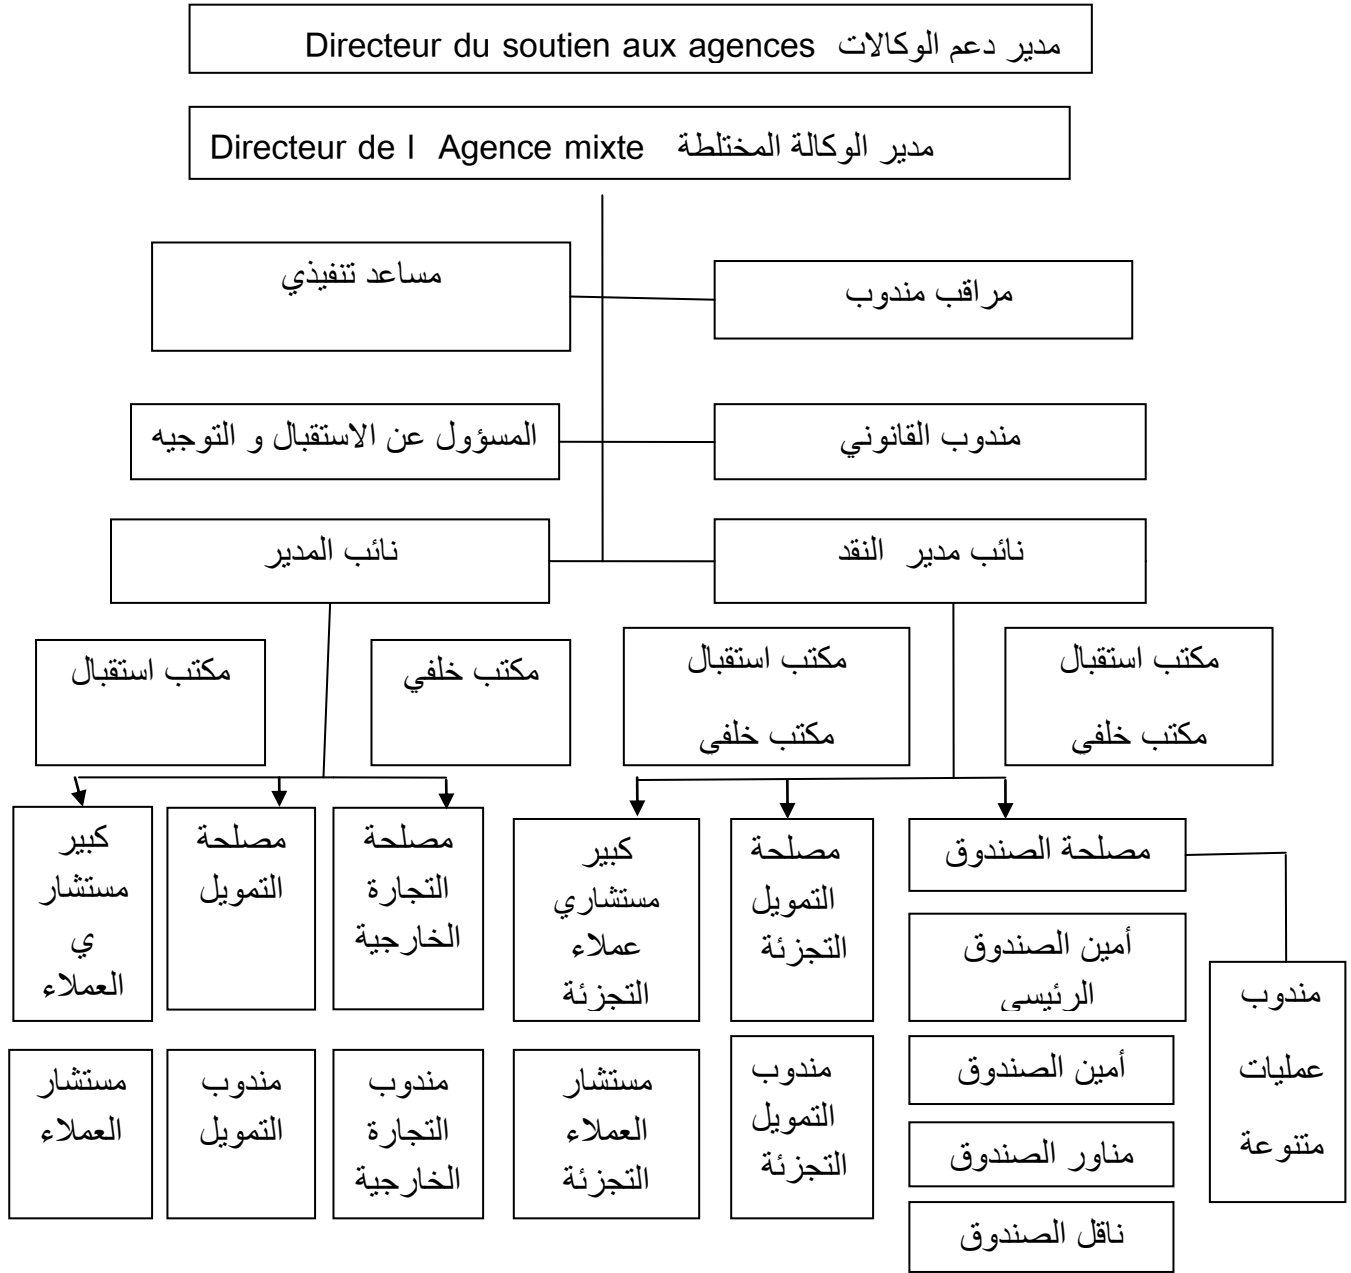 مدير دعم الوكالات Directeur du soutien aux agences
مدير الوكالة المختلطة Directeur de l Agence mixte
مراقب مندوب
مساعد تنفيذي
مندوب القانوني
المسؤول عن الاستقبال و التوجيه
نائب مدير النقد
نائب المدير
مكتب استقبال
مكتب خلفي
مكتب استقبال
مكتب خلفي
مكتب خلفي
مكتب استقبال
مصلحة الصندوق
مصلحة
التمويل
التجزئة
كبير
مستشاري
عملاء
التجزئة
مصلحة
التجارة
الخارجية
مصلحة
التمويل
كبير
مستشار
ي
العملاء
أمين الصندوق
الرئيسي
مندوب
عمليات
متنوعة
أمين الصندوق
مناور الصندوق
ناقل الصندوق
مندوب
التمويل
التجزئة
مستشار
العملاء
التجزئة
مندوب
التجارة
الخارجية
مندوب
التمويل
مستشار
العملاء